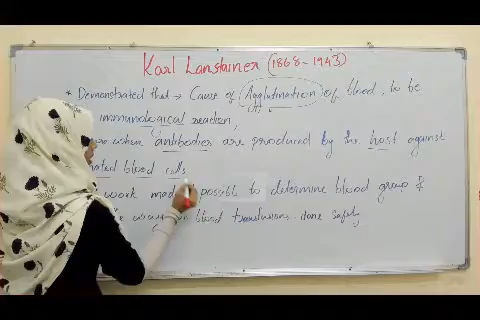 Karl Lansteiner (1868-1943)
* Demonstrated that → Cause of Agglutination of blood, to be
immunological reaction,
when antibodies are produced by the host against
blood cells
work made possible to determine blood group &
blood transfusions done safely